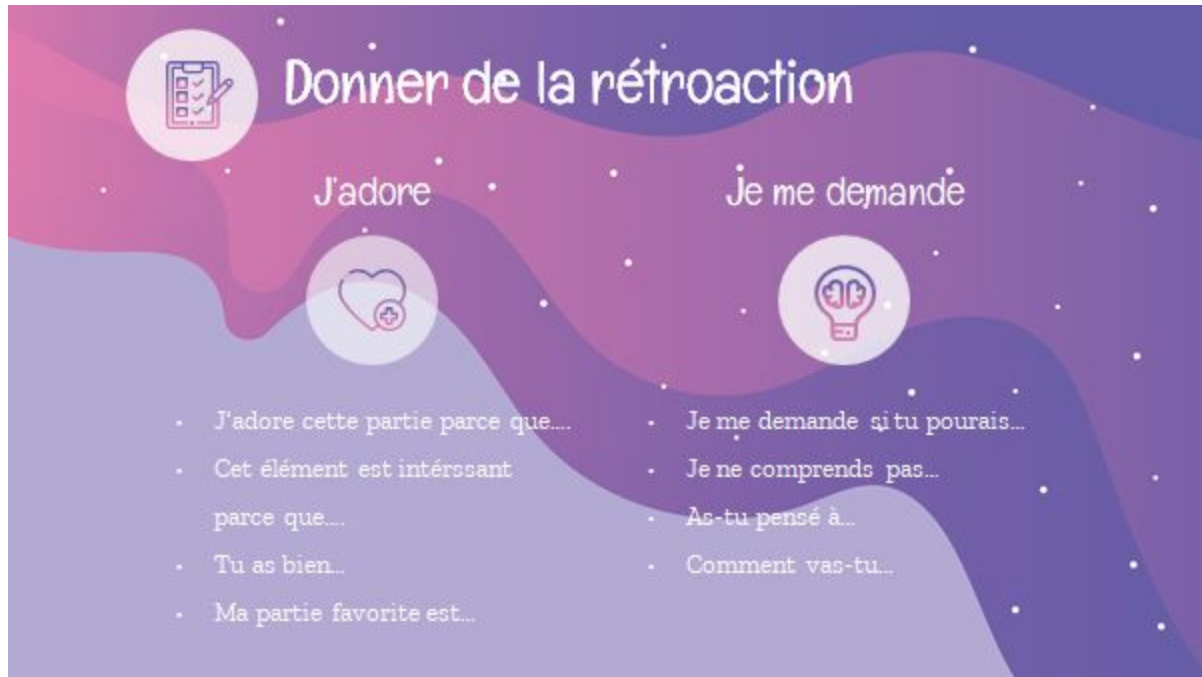 Donner de la rétroaction
J'adore
J'adore cette partie parce que....
Cet élément est intérssant
parce que....
Tu as bien...
Ma partie favorite est...
Je me demande
Je me demande si tu pourais...
Je ne comprends pas...
As-tu pensé à...
Comment vas-tu...